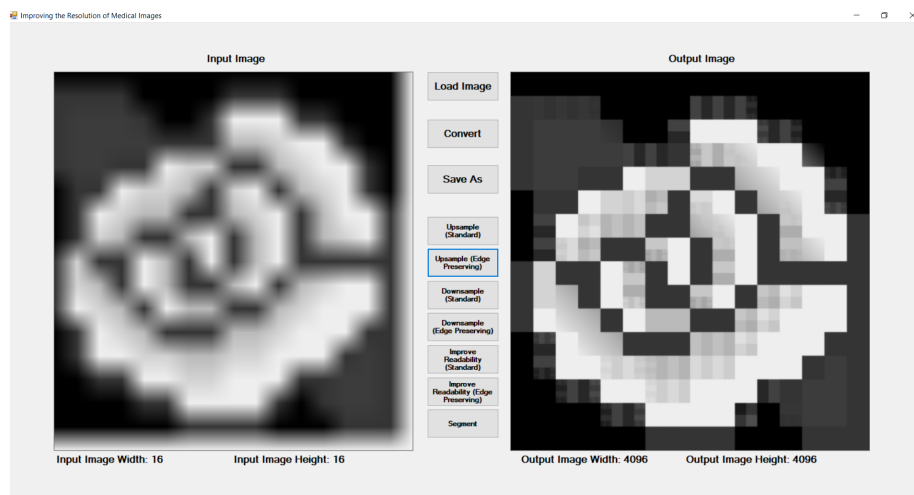 Improving the Resolution of Medical Images
Input Image
Output Image
Load Image
Convert
Save As
Upsample
(Standard)
Upsample (Edge
Preserving)
Downsample
(Standard)
Downsample
(Edge Preserving)
Improve
Readability
(Standard)
Improve
Readability (Edge
Preserving)
Segment
Input Image Width: 16
Input Image Height: 16
Output Image Width: 4096
Output Image Height: 4096